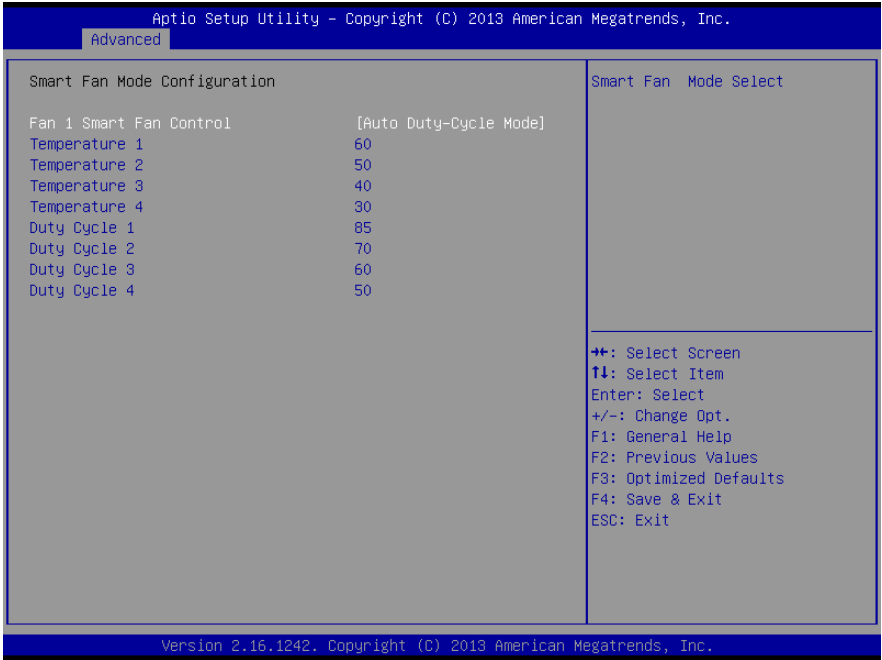 Aptio Setup Utility – Copyright (C) 2013 American Megatrends, Inc.
Advanced
Smart Fan Mode Configuration
Fan 1 Smart Fan Control [Auto Duty-Cycle Mode]
Temperature 1 60
Temperature 2 50
Temperature 3 40
Temperature 4 30
Duty Cycle 1 85
Duty Cycle 2 70
Duty Cycle 3 60
Duty Cycle 4 50
Smart Fan  Mode Select
→←: Select Screen
↑↓: Select Item
Enter: Select
+/-: Change Opt.
F1: General Help
F2: Previous Values
F3: Optimized Defaults
F4: Save & Exit
ESC: Exit
Version 2.16.1242. Copyright (C) 2013 American Megatrends, Inc.